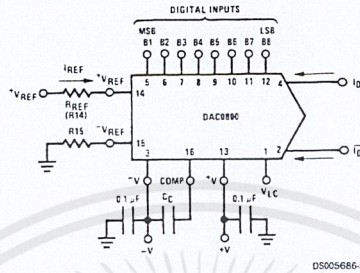 DIGITAL INPUTS
MSB LSB
B1 B2 B3 B4 B5 B6 B7 B8
IREF
+VREF +VREF 14 5 6 7 8 9 10 11 12 4 IO
RREF
(R14)
DAC0800
R15 -VREF 15 2 IO
3 16 13 1
-V COMP +V VLC
0.1 µF CC 0.1 µF
-V +V